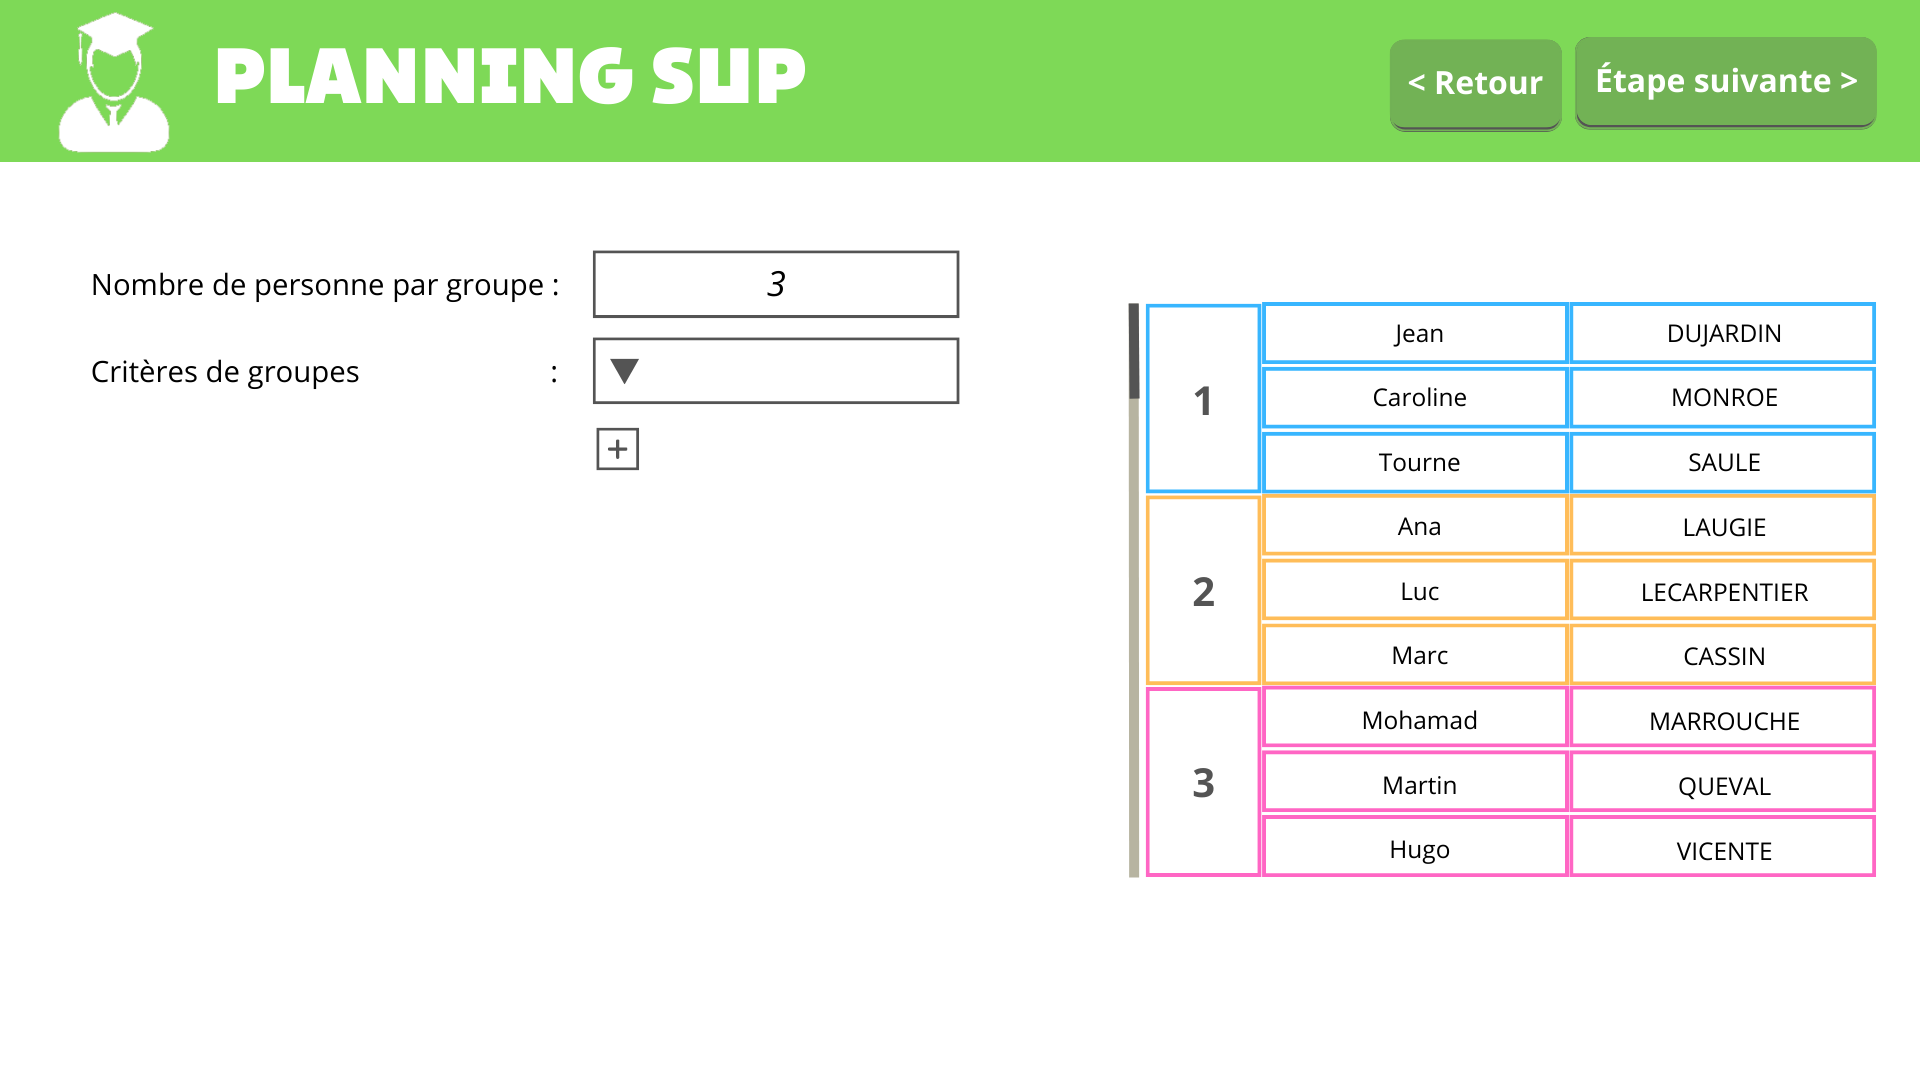 PLANNING SUP
< Retour
Étape suivante >
Nombre de personne par groupe :
3
Critères de groupes :
+
1
Jean DUJARDIN
Caroline MONROE
Tourne SAULE
2
Ana LAUGIE
Luc LECARPENTIER
Marc CASSIN
3
Mohamad MARROUCHE
Martin QUEVAL
Hugo VICENTE